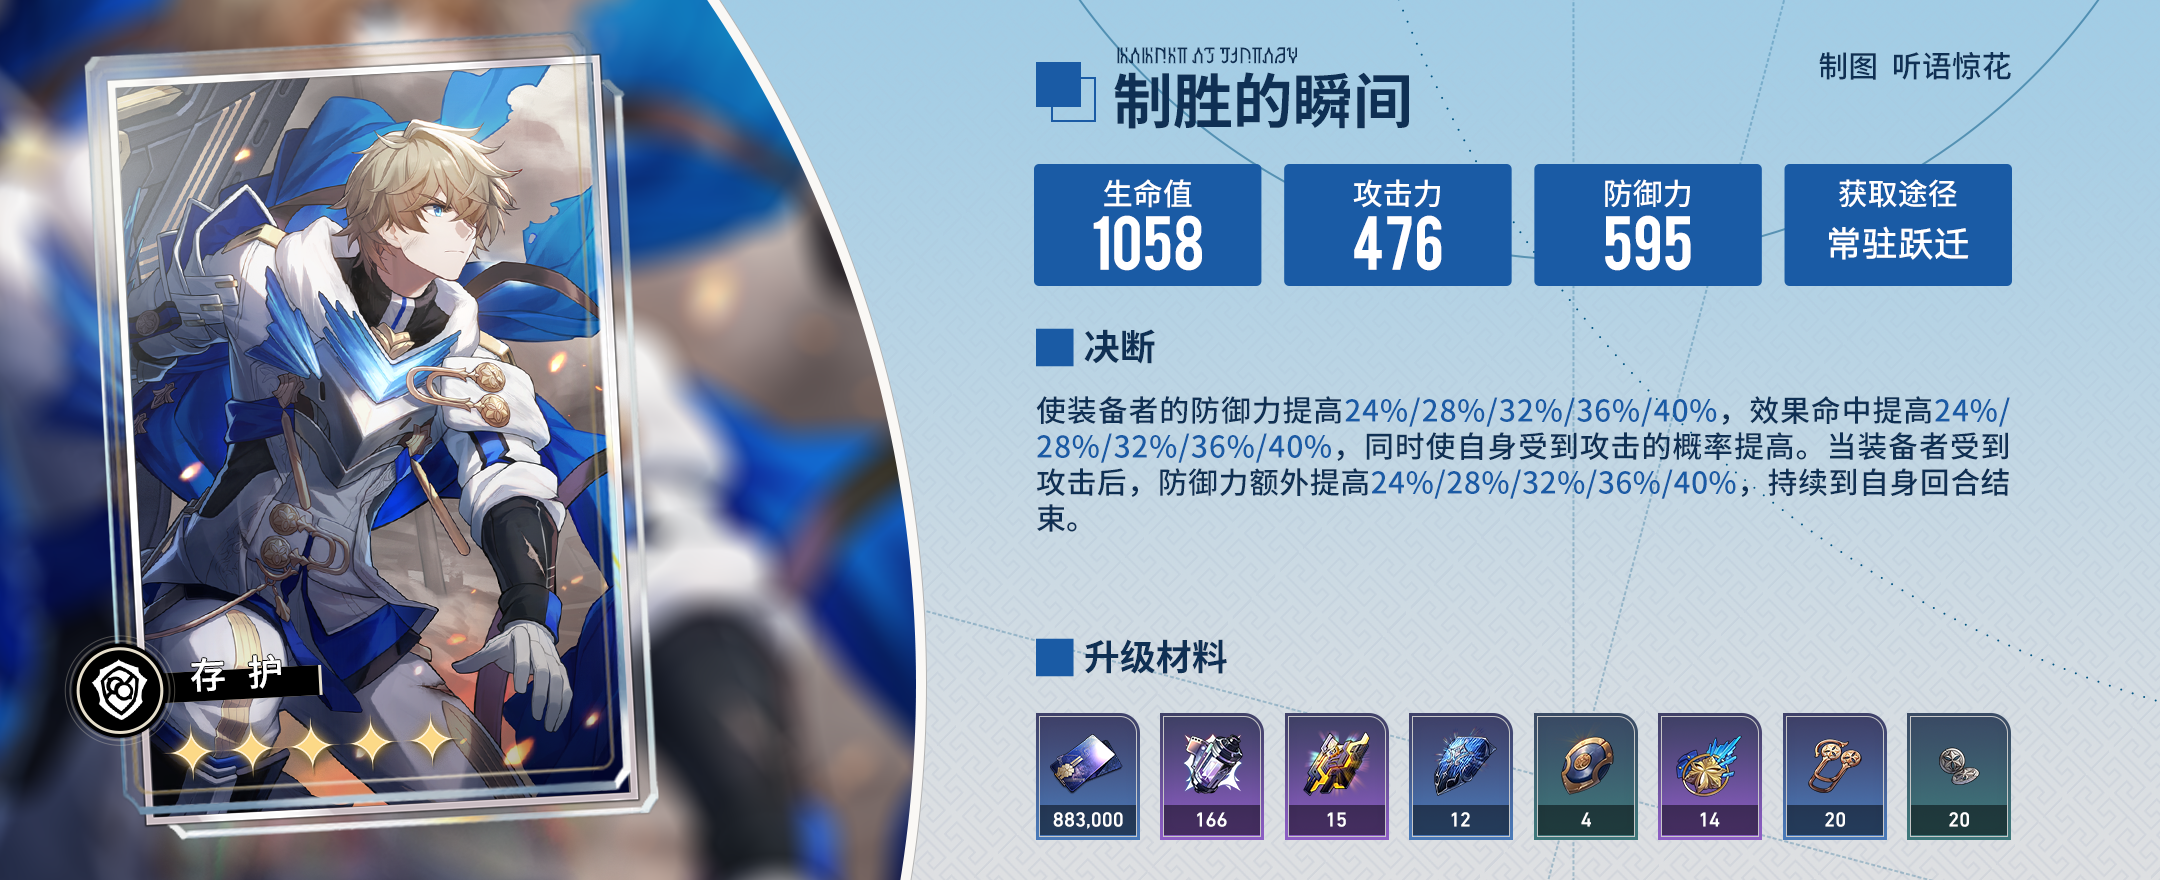 制图 听语惊花
制胜的瞬间
生命值
1058
攻击力
476
防御力
595
获取途径
常驻跃迁
决断
使装备者的防御力提高24%/28%/32%/36%/40%，效果命中提高24%/
28%/32%/36%/40%，同时使自身受到攻击的概率提高。当装备者受到
攻击后，防御力额外提高24%/28%/32%/36%/40%，持续到自身回合结
束。
存护
升级材料
883,000
166
15
12
4
14
20
20